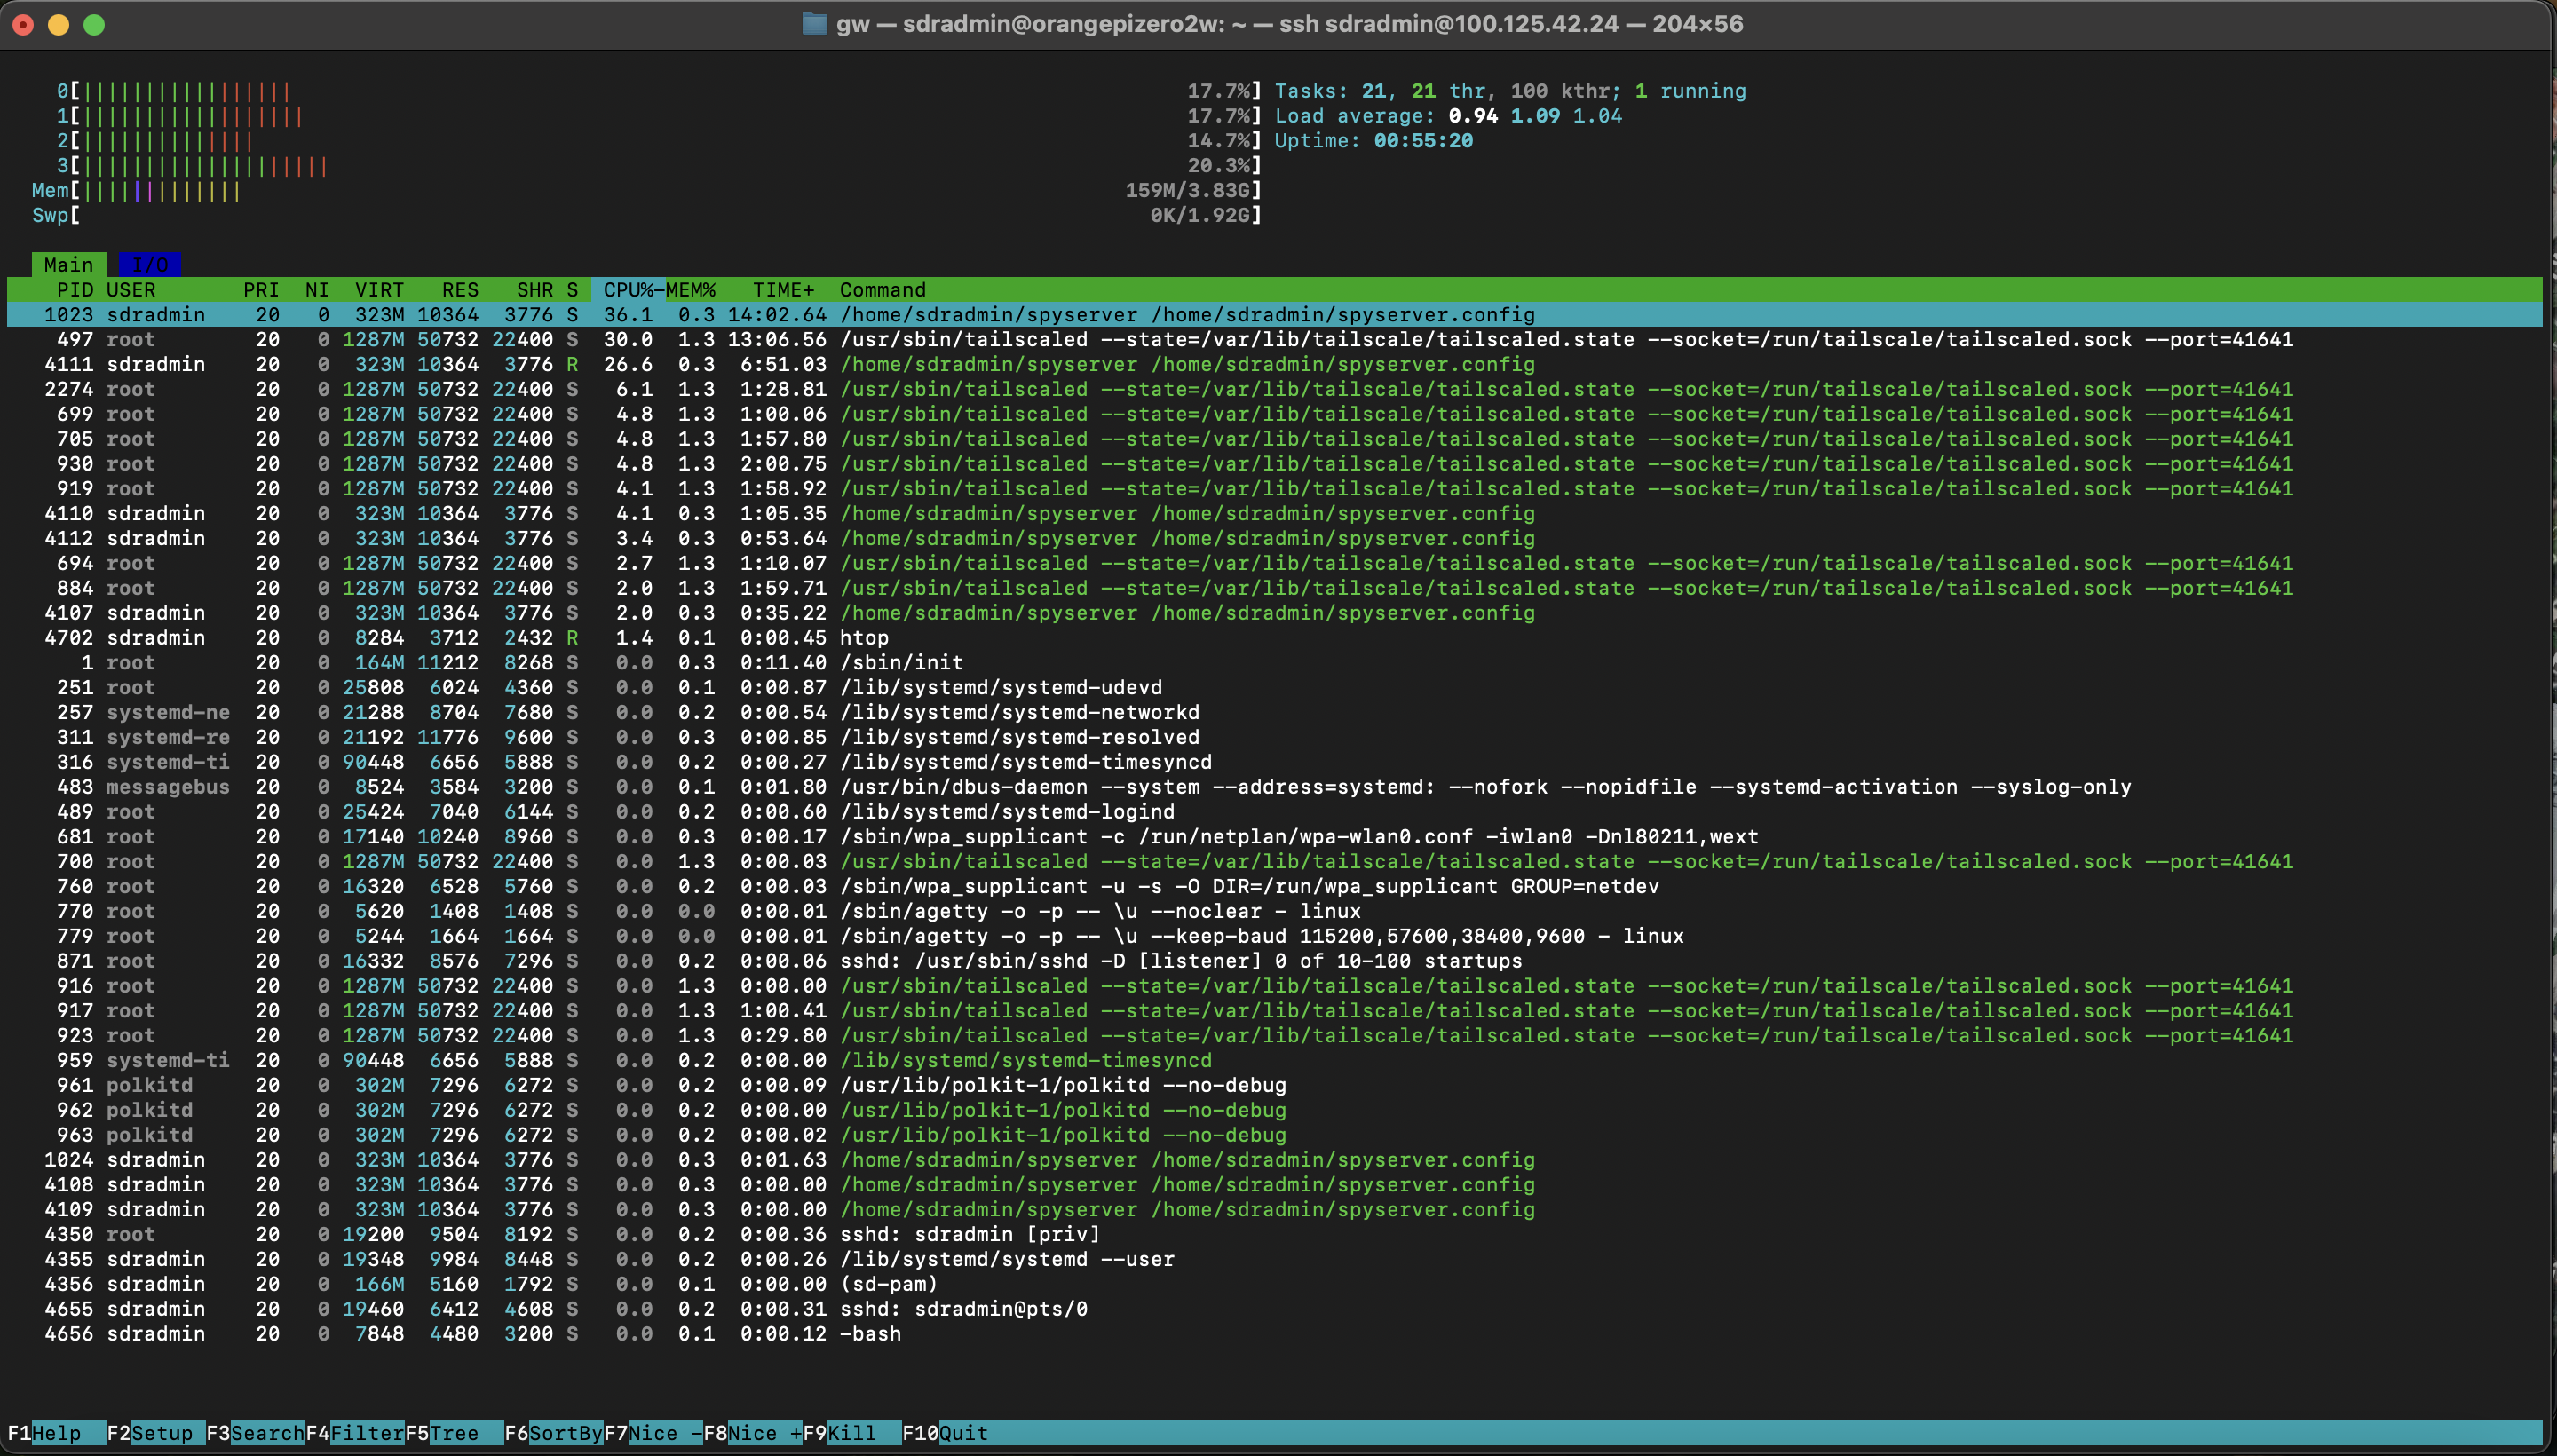 gw — sdradmin@orangepizero2w: ~ — ssh sdradmin@100.125.42.24 — 204×56
0[||||||||||||||||| 17.7%] Tasks: 21, 21 thr, 100 kthr; 1 running
1[|||||||||||||||||| 17.7%] Load average: 0.94 1.09 1.04
2[|||||||||||||| 14.7%] Uptime: 00:55:20
3[|||||||||||||||||||| 20.3%]
Mem[||||||||||||| 159M/3.83G]
Swp[ 0K/1.92G]
Main I/O
PID USER PRI NI VIRT RES SHR S CPU%-MEM% TIME+ Command
1023 sdradmin 20 0 323M 10364 3776 S 36.1 0.3 14:02.64 /home/sdradmin/spyserver /home/sdradmin/spyserver.config
497 root 20 0 1287M 50732 22400 S 30.0 1.3 13:06.56 /usr/sbin/tailscaled --state=/var/lib/tailscale/tailscaled.state --socket=/run/tailscale/tailscaled.sock --port=41641
4111 sdradmin 20 0 323M 10364 3776 R 26.6 0.3 6:51.03 /home/sdradmin/spyserver /home/sdradmin/spyserver.config
2274 root 20 0 1287M 50732 22400 S 6.1 1.3 1:28.81 /usr/sbin/tailscaled --state=/var/lib/tailscale/tailscaled.state --socket=/run/tailscale/tailscaled.sock --port=41641
699 root 20 0 1287M 50732 22400 S 4.8 1.3 1:00.06 /usr/sbin/tailscaled --state=/var/lib/tailscale/tailscaled.state --socket=/run/tailscale/tailscaled.sock --port=41641
705 root 20 0 1287M 50732 22400 S 4.8 1.3 1:57.80 /usr/sbin/tailscaled --state=/var/lib/tailscale/tailscaled.state --socket=/run/tailscale/tailscaled.sock --port=41641
930 root 20 0 1287M 50732 22400 S 4.8 1.3 2:00.75 /usr/sbin/tailscaled --state=/var/lib/tailscale/tailscaled.state --socket=/run/tailscale/tailscaled.sock --port=41641
919 root 20 0 1287M 50732 22400 S 4.1 1.3 1:58.92 /usr/sbin/tailscaled --state=/var/lib/tailscale/tailscaled.state --socket=/run/tailscale/tailscaled.sock --port=41641
4110 sdradmin 20 0 323M 10364 3776 S 4.1 0.3 1:05.35 /home/sdradmin/spyserver /home/sdradmin/spyserver.config
4112 sdradmin 20 0 323M 10364 3776 S 3.4 0.3 0:53.64 /home/sdradmin/spyserver /home/sdradmin/spyserver.config
694 root 20 0 1287M 50732 22400 S 2.7 1.3 1:10.07 /usr/sbin/tailscaled --state=/var/lib/tailscale/tailscaled.state --socket=/run/tailscale/tailscaled.sock --port=41641
884 root 20 0 1287M 50732 22400 S 2.0 1.3 1:59.71 /usr/sbin/tailscaled --state=/var/lib/tailscale/tailscaled.state --socket=/run/tailscale/tailscaled.sock --port=41641
4107 sdradmin 20 0 323M 10364 3776 S 2.0 0.3 0:35.22 /home/sdradmin/spyserver /home/sdradmin/spyserver.config
4702 sdradmin 20 0 8284 3712 2432 R 1.4 0.1 0:00.45 htop
1 root 20 0 164M 11212 8268 S 0.0 0.3 0:11.40 /sbin/init
251 root 20 0 25808 6024 4360 S 0.0 0.1 0:00.87 /lib/systemd/systemd-udevd
257 systemd-ne 20 0 21288 8704 7680 S 0.0 0.2 0:00.54 /lib/systemd/systemd-networkd
311 systemd-re 20 0 21192 11776 9600 S 0.0 0.3 0:00.85 /lib/systemd/systemd-resolved
316 systemd-ti 20 0 90448 6656 5888 S 0.0 0.2 0:00.27 /lib/systemd/systemd-timesyncd
483 messagebus 20 0 8524 3584 3200 S 0.0 0.1 0:01.80 /usr/bin/dbus-daemon --system --address=systemd: --nofork --nopidfile --systemd-activation --syslog-only
489 root 20 0 25424 7040 6144 S 0.0 0.2 0:00.60 /lib/systemd/systemd-logind
681 root 20 0 17140 10240 8960 S 0.0 0.3 0:00.17 /sbin/wpa_supplicant -c /run/netplan/wpa-wlan0.conf -iwlan0 -Dnl80211,wext
700 root 20 0 1287M 50732 22400 S 0.0 1.3 0:00.03 /usr/sbin/tailscaled --state=/var/lib/tailscale/tailscaled.state --socket=/run/tailscale/tailscaled.sock --port=41641
760 root 20 0 16320 6528 5760 S 0.0 0.2 0:00.03 /sbin/wpa_supplicant -u -s -O DIR=/run/wpa_supplicant GROUP=netdev
770 root 20 0 5620 1408 1408 S 0.0 0.0 0:00.01 /sbin/agetty -o -p -- \u --noclear - linux
779 root 20 0 5244 1664 1664 S 0.0 0.0 0:00.01 /sbin/agetty -o -p -- \u --keep-baud 115200,57600,38400,9600 - linux
871 root 20 0 16332 8576 7296 S 0.0 0.2 0:00.06 sshd: /usr/sbin/sshd -D [listener] 0 of 10-100 startups
916 root 20 0 1287M 50732 22400 S 0.0 1.3 0:00.00 /usr/sbin/tailscaled --state=/var/lib/tailscale/tailscaled.state --socket=/run/tailscale/tailscaled.sock --port=41641
917 root 20 0 1287M 50732 22400 S 0.0 1.3 1:00.41 /usr/sbin/tailscaled --state=/var/lib/tailscale/tailscaled.state --socket=/run/tailscale/tailscaled.sock --port=41641
923 root 20 0 1287M 50732 22400 S 0.0 1.3 0:29.80 /usr/sbin/tailscaled --state=/var/lib/tailscale/tailscaled.state --socket=/run/tailscale/tailscaled.sock --port=41641
959 systemd-ti 20 0 90448 6656 5888 S 0.0 0.2 0:00.00 /lib/systemd/systemd-timesyncd
961 polkitd 20 0 302M 7296 6272 S 0.0 0.2 0:00.09 /usr/lib/polkit-1/polkitd --no-debug
962 polkitd 20 0 302M 7296 6272 S 0.0 0.2 0:00.00 /usr/lib/polkit-1/polkitd --no-debug
963 polkitd 20 0 302M 7296 6272 S 0.0 0.2 0:00.02 /usr/lib/polkit-1/polkitd --no-debug
1024 sdradmin 20 0 323M 10364 3776 S 0.0 0.3 0:01.63 /home/sdradmin/spyserver /home/sdradmin/spyserver.config
4108 sdradmin 20 0 323M 10364 3776 S 0.0 0.3 0:00.00 /home/sdradmin/spyserver /home/sdradmin/spyserver.config
4109 sdradmin 20 0 323M 10364 3776 S 0.0 0.3 0:00.00 /home/sdradmin/spyserver /home/sdradmin/spyserver.config
4350 root 20 0 19200 9504 8192 S 0.0 0.2 0:00.36 sshd: sdradmin [priv]
4355 sdradmin 20 0 19348 9984 8448 S 0.0 0.2 0:00.26 /lib/systemd/systemd --user
4356 sdradmin 20 0 166M 5160 1792 S 0.0 0.1 0:00.00 (sd-pam)
4655 sdradmin 20 0 19460 6412 4608 S 0.0 0.2 0:00.31 sshd: sdradmin@pts/0
4656 sdradmin 20 0 7848 4480 3200 S 0.0 0.1 0:00.12 -bash
F1Help F2Setup F3SearchF4FilterF5Tree F6SortByF7Nice -F8Nice +F9Kill F10Quit